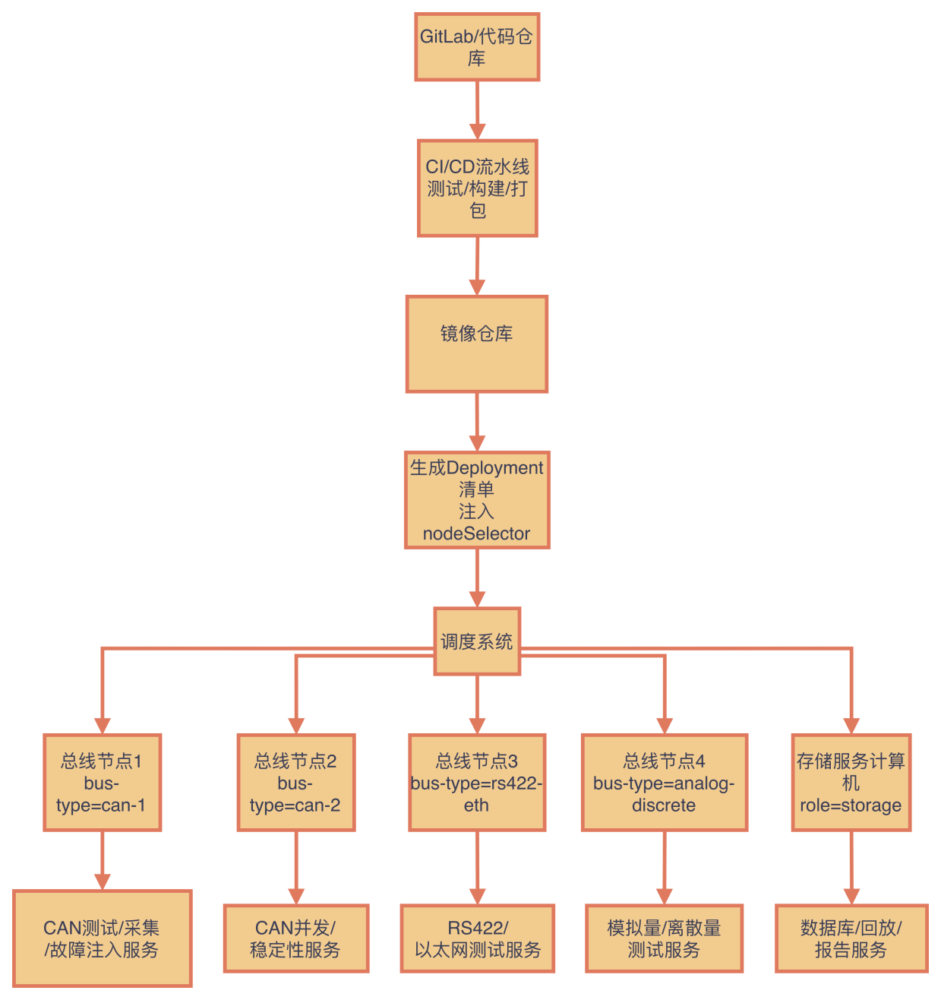 GitLab/代码仓
库
CI/CD流水线
测试/构建/打
包
镜像仓库
生成Deployment
清单
注入
nodeSelector
调度系统
总线节点1
bus-
type=can-1
总线节点2
bus-
type=can-2
总线节点3
bus-type=rs422-
eth
总线节点4
bus-type=analog-
discrete
存储服务计算
机
role=storage
CAN测试/采集
/故障注入服务
CAN并发/
稳定性服务
RS422/
以太网测试服务
模拟量/离散量
测试服务
数据库/回放/
报告服务